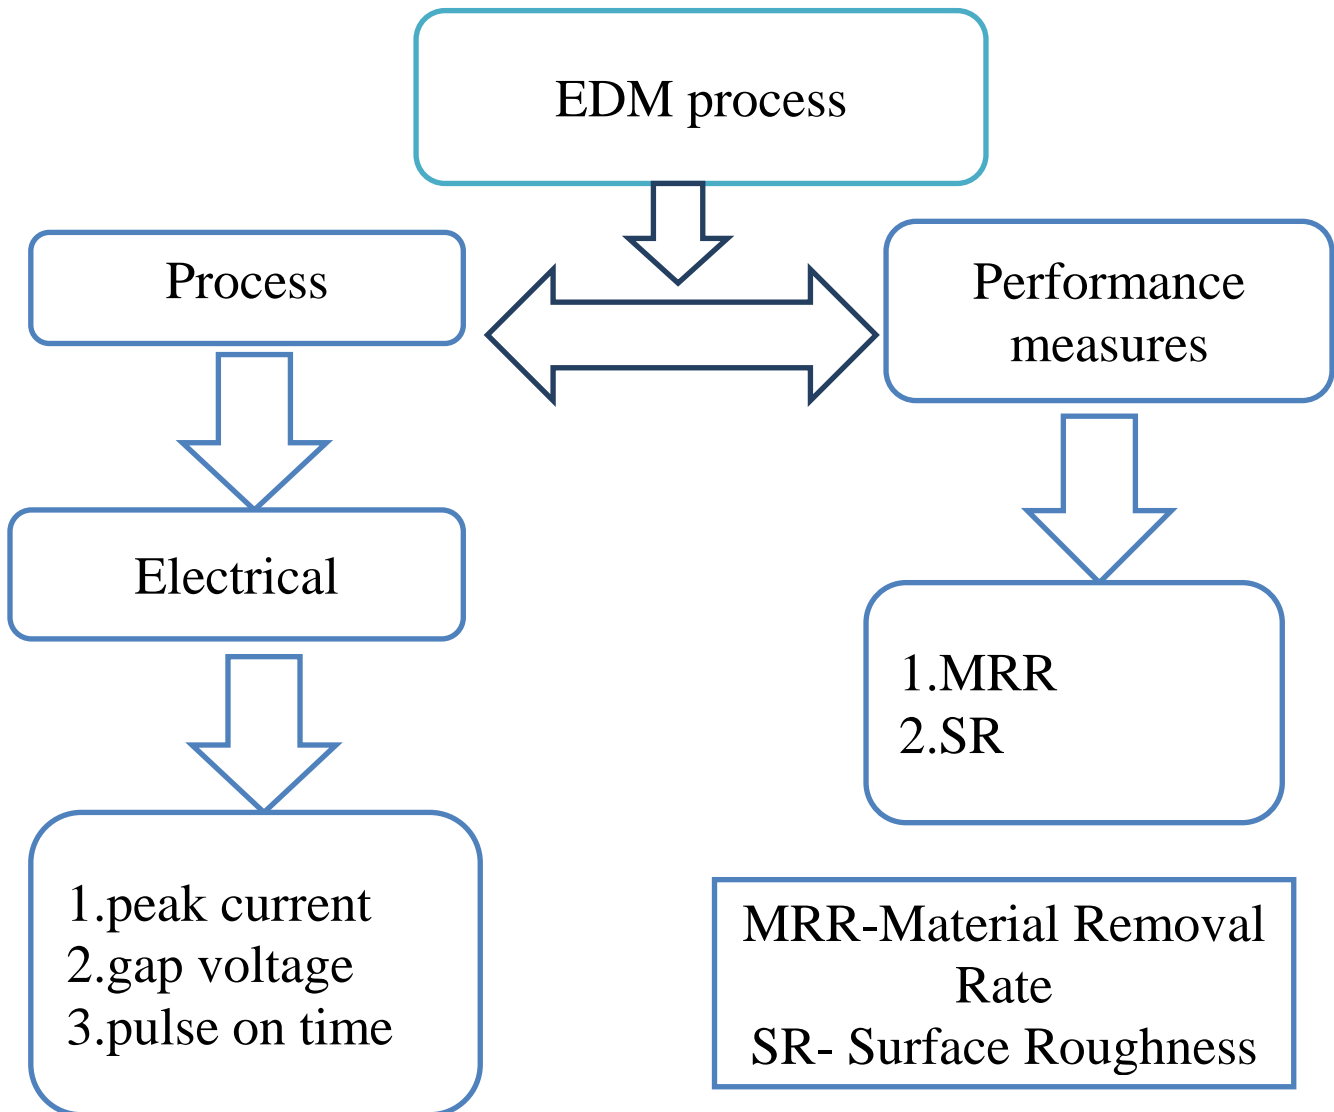 EDM process
Process
Performance
measures
Electrical
1.MRR
2.SR
1.peak current
2.gap voltage
3.pulse on time
MRR-Material Removal
Rate
SR- Surface Roughness